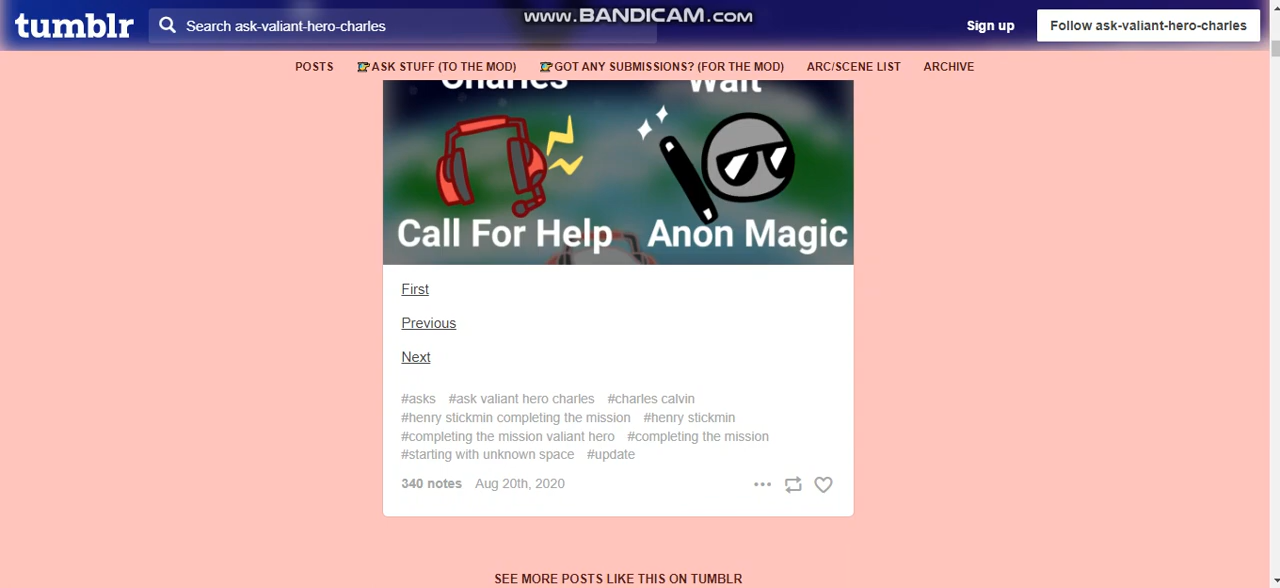 www.BANDICAM.com
tumblr
Search ask-valiant-hero-charles
Sign up
Follow ask-valiant-hero-charles
POSTS
ASK STUFF (TO THE MOD)
GOT ANY SUBMISSIONS? (FOR THE MOD)
ARC/SCENE LIST
ARCHIVE
Charles
Wait
Call For Help
Anon Magic
First
Previous
Next
#asks #ask valiant hero charles #charles calvin
#henry stickmin completing the mission #henry stickmin
#completing the mission valiant hero #completing the mission
#starting with unknown space #update
340 notes Aug 20th, 2020
SEE MORE POSTS LIKE THIS ON TUMBLR